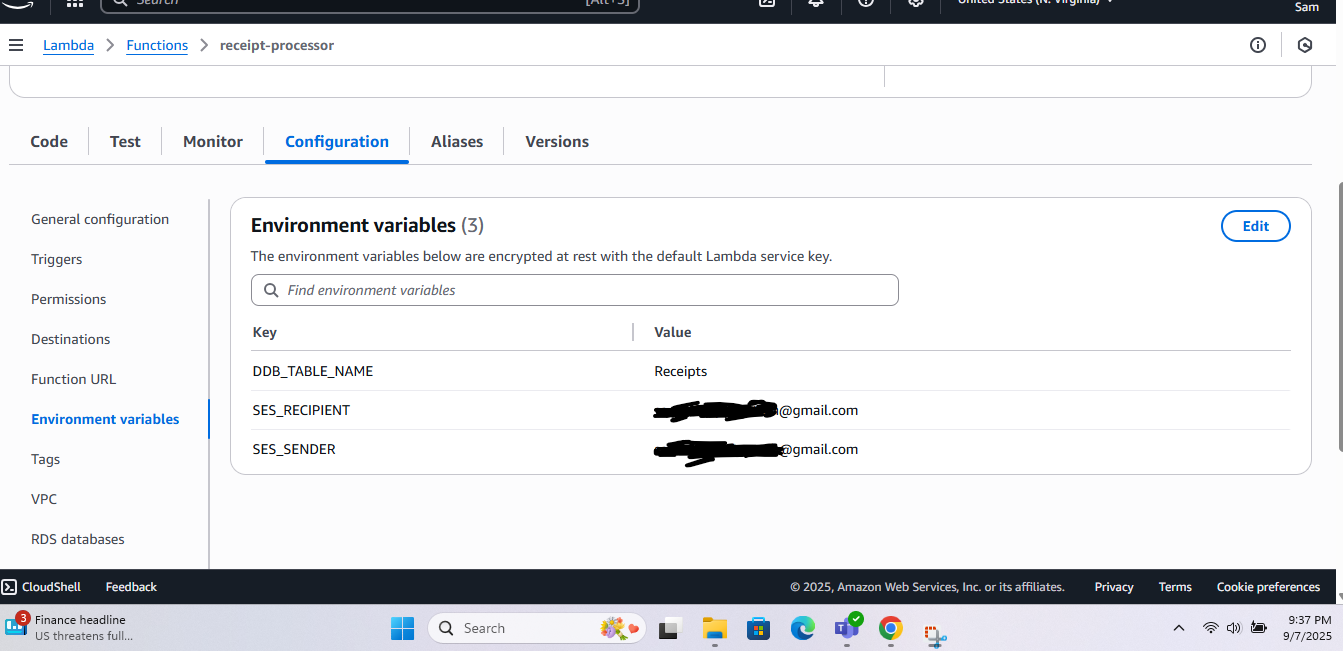 Search [Alt+S] United States (N. Virginia)
Sam
Lambda > Functions > receipt-processor
Code Test Monitor Configuration Aliases Versions
General configuration
Triggers
Permissions
Destinations
Function URL
Environment variables
Tags
VPC
RDS databases
Environment variables (3)
Edit
The environment variables below are encrypted at rest with the default Lambda service key.
Find environment variables
Key Value
DDB_TABLE_NAME Receipts
SES_RECIPIENT @gmail.com
SES_SENDER @gmail.com
CloudShell Feedback © 2025, Amazon Web Services, Inc. or its affiliates. Privacy Terms Cookie preferences
3
Finance headline
US threatens full...
Search
9:37 PM
9/7/2025